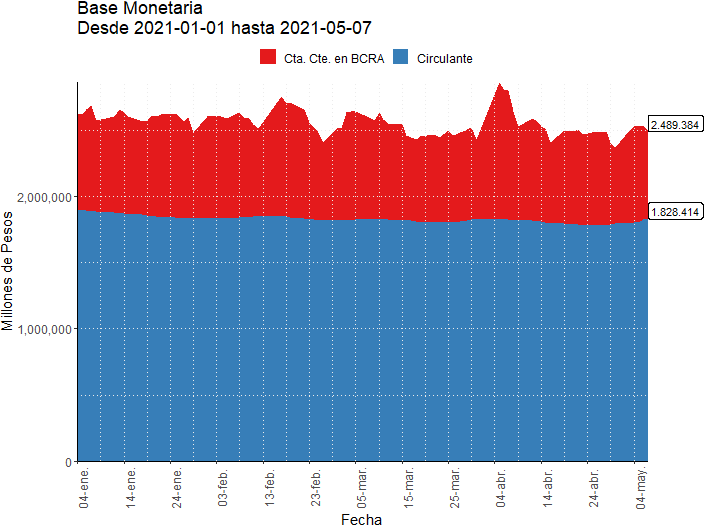 Base Monetaria
Desde 2021-01-01 hasta 2021-05-07
Cta. Cte. en BCRA
Circulante
Millones de Pesos
2,000,000
1,000,000
0
2.489.384
1.828.414
04-ene.
14-ene.
24-ene.
03-feb.
13-feb.
23-feb.
05-mar.
15-mar.
25-mar.
04-abr.
14-abr.
24-abr.
04-may.
Fecha